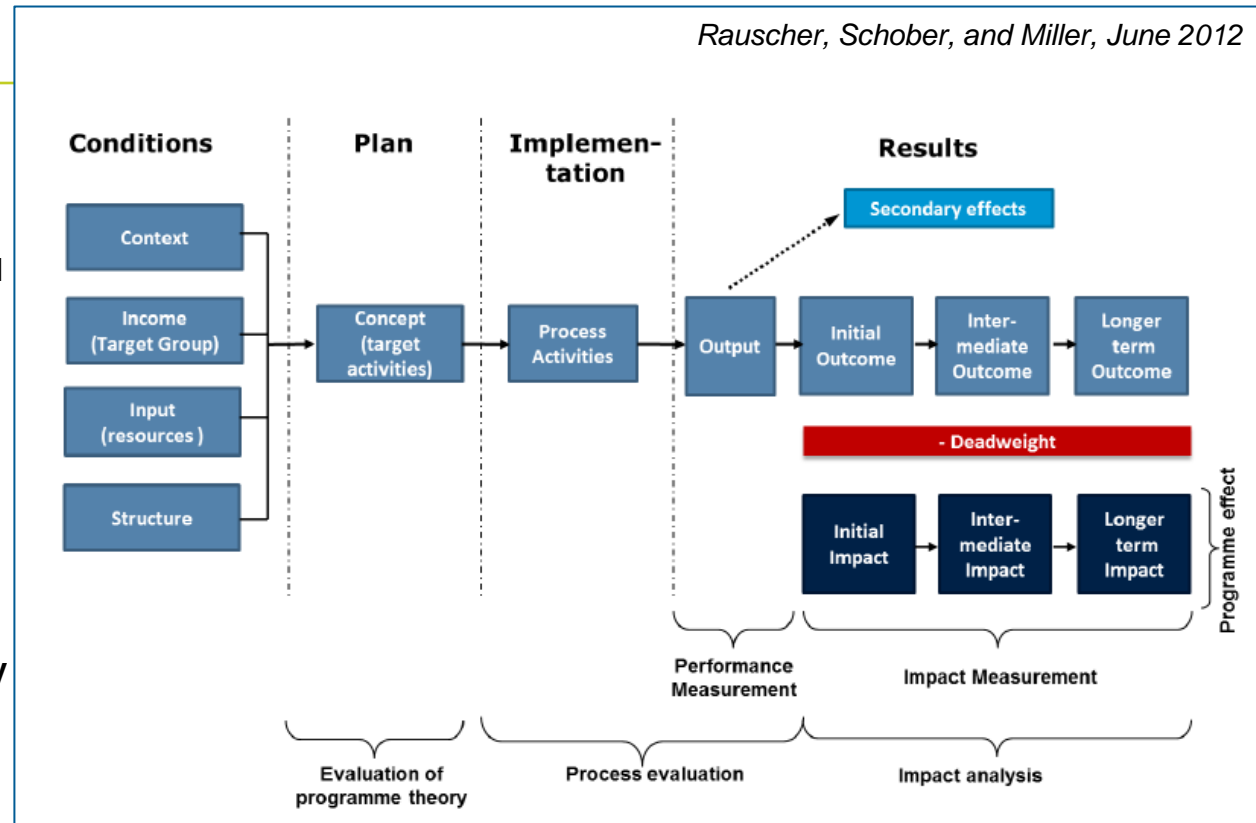 Rauscher, Schober, and Miller, June 2012
Conditions
Plan
Implemen-
tation
Results
Secondary effects
Context
Income
(Target Group)
Input
(resources )
Structure
Concept
(target
activities)
Process
Activities
Output
Initial
Outcome
Inter-
mediate
Outcome
Longer
term
Outcome
- Deadweight
Initial
Impact
Inter-
mediate
Impact
Longer
term
Impact
Programme effect
Performance
Measurement
Impact Measurement
Evaluation of
programme theory
Process evaluation
Impact analysis